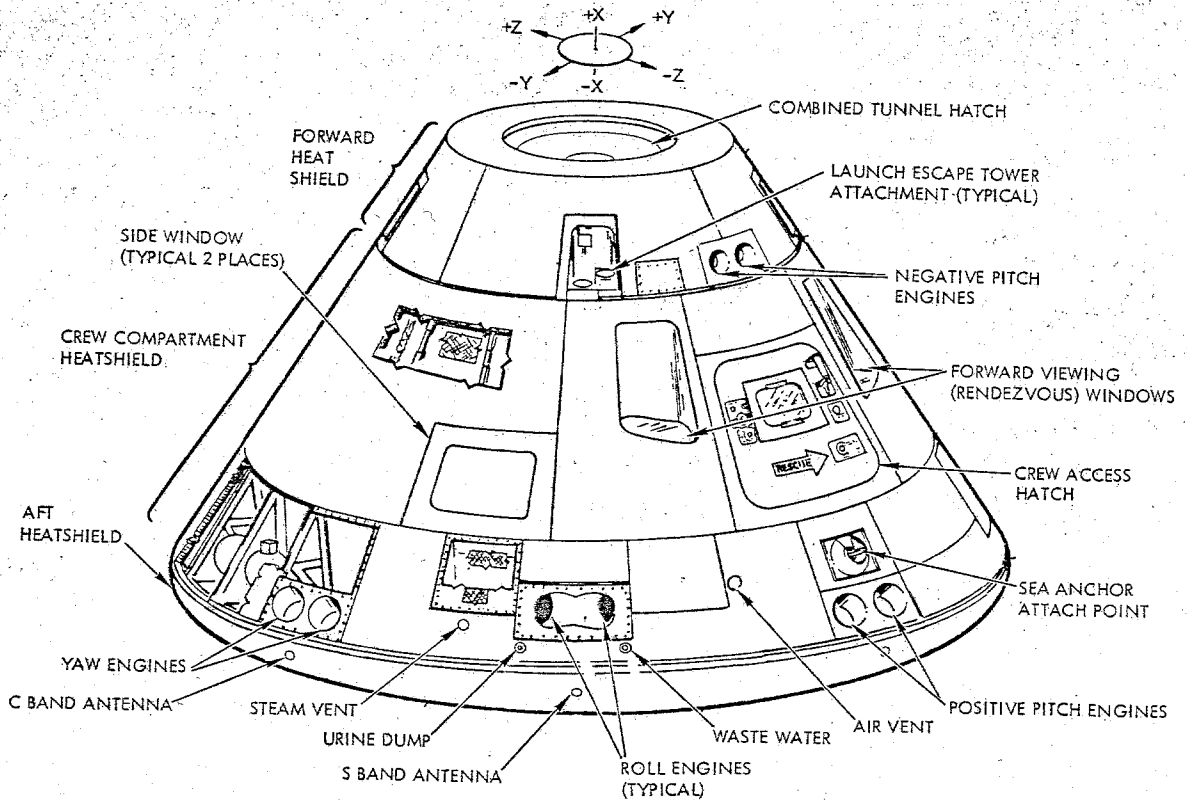 +X
+Z
+Y
-Y
-X
-Z
COMBINED TUNNEL HATCH
FORWARD
HEAT
SHIELD
LAUNCH ESCAPE TOWER
ATTACHMENT (TYPICAL)
SIDE WINDOW
(TYPICAL 2 PLACES)
NEGATIVE PITCH
ENGINES
CREW COMPARTMENT
HEATSHIELD
FORWARD VIEWING
(RENDEZVOUS) WINDOWS
RESCUE
CREW ACCESS
HATCH
AFT
HEATSHIELD
SEA ANCHOR
ATTACH POINT
YAW ENGINES
C BAND ANTENNA
STEAM VENT
URINE DUMP
S BAND ANTENNA
ROLL ENGINES
(TYPICAL)
WASTE WATER
AIR VENT
POSITIVE PITCH ENGINES